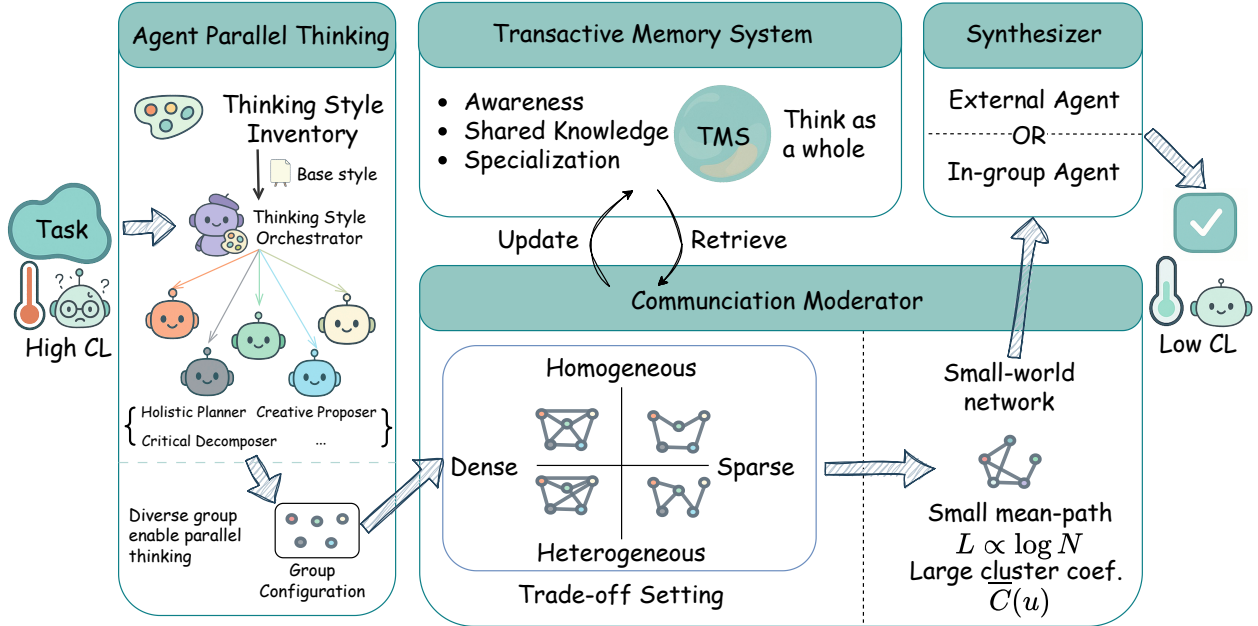 Task
? ?
?
High CL
Agent Parallel Thinking
Thinking Style
Inventory
Base style
Thinking Style
Orchestrator
Holistic Planner
Creative Proposer
Critical Decomposer
...
Diverse group
enable parallel
thinking
Group
Configuration
Transactive Memory System
• Awareness
• Shared Knowledge
• Specialization
TMS
Think as
a whole
Update
Retrieve
Communciation Moderator
Homogeneous
Dense
Sparse
Heterogeneous
Trade-off Setting
Small-world
network
Small mean-path
L ∝ log N
Large cluster coef.
C̅(u)
Synthesizer
External Agent
OR
In-group Agent
Low CL